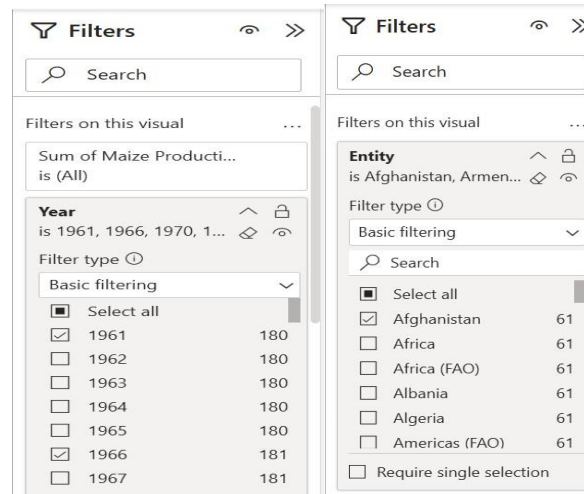 Filters
Search
Filters on this visual ...
Sum of Maize Producti...
is (All)
Year
is 1961, 1966, 1970, 1...
Filter type
Basic filtering
Select all
1961 180
1962 180
1963 180
1964 180
1965 180
1966 181
1967 181
Filters
Search
Filters on this visual ...
Entity
is Afghanistan, Armen...
Filter type
Basic filtering
Search
Select all
Afghanistan 61
Africa 61
Africa (FAO) 61
Albania 61
Algeria 61
Americas (FAO) 61
Require single selection